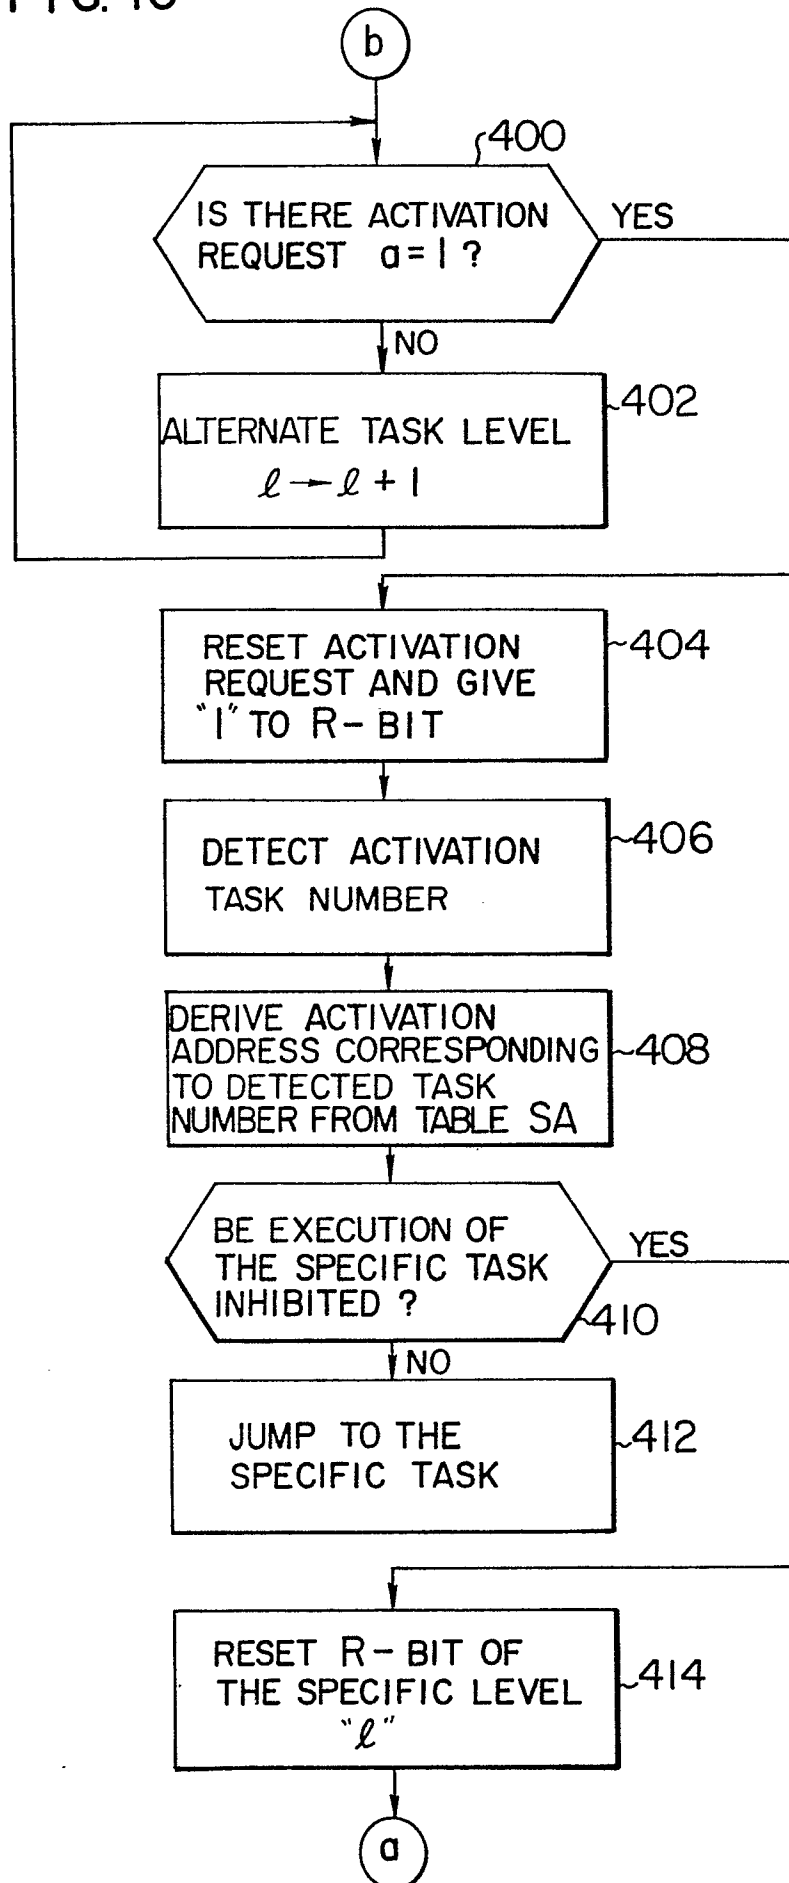 b
400
IS THERE ACTIVATION
REQUEST a = 1 ?
YES
NO
402
ALTERNATE TASK LEVEL
ℓ → ℓ + 1
404
RESET ACTIVATION
REQUEST AND GIVE
"1" TO R-BIT
406
DETECT ACTIVATION
TASK NUMBER
408
DERIVE ACTIVATION
ADDRESS CORRESPONDING
TO DETECTED TASK
NUMBER FROM TABLE SA
BE EXECUTION OF
THE SPECIFIC TASK
INHIBITED ?
YES
410
NO
412
JUMP TO THE
SPECIFIC TASK
414
RESET R-BIT OF
THE SPECIFIC LEVEL
"ℓ"
a